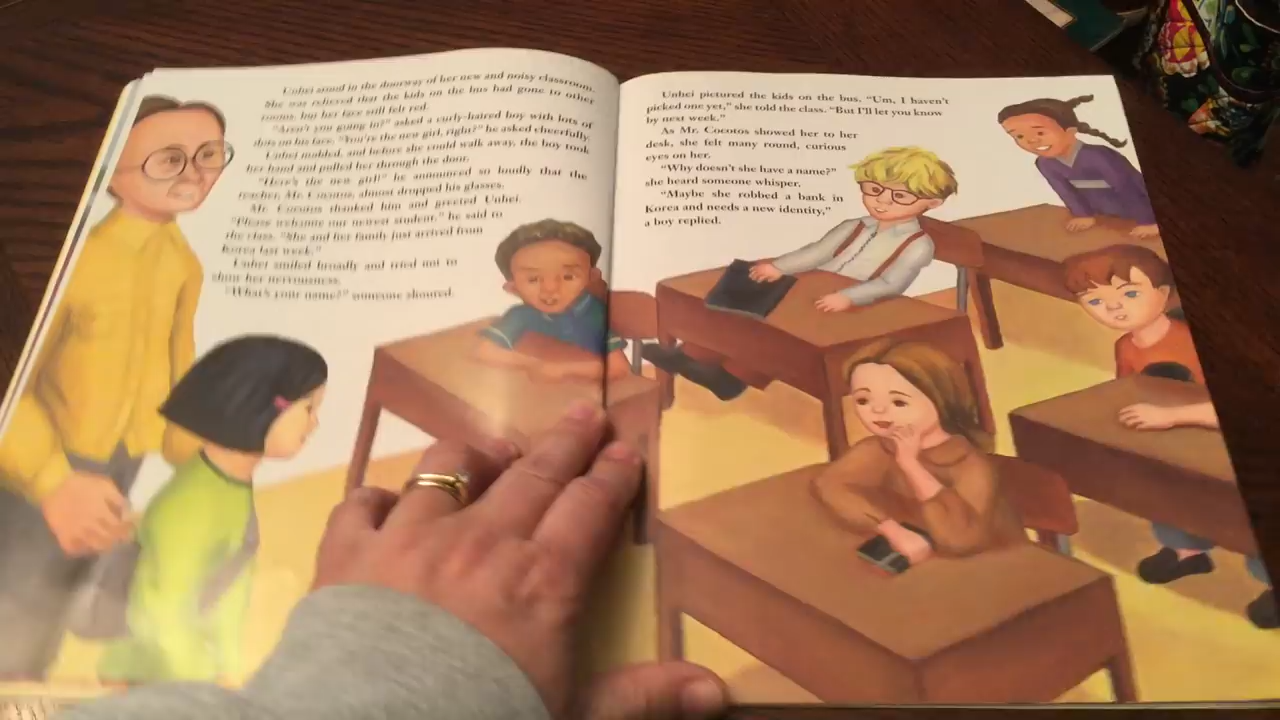 Unhei stood in the doorway of her new and noisy classroom.
She was relieved that the kids on the bus had gone to other
rooms, but her face still felt red.
"Aren't you going in?" asked a curly-haired boy with lots of
dots on his face. "You're the new girl, right?" he asked cheerfully.
Unhei nodded, and before she could walk away, the boy took
her hand and pulled her through the door.
"Here's the new girl!" he announced so loudly that the
teacher, Mr. Cocotos, almost dropped his glasses.
Mr. Cocotos thanked him and greeted Unhei.
"Please welcome our newest student," he said to
the class. "She and her family just arrived from
Korea last week."
Unhei smiled broadly and tried not to
show her nervousness.
"What's your name?" someone shouted.
Unhei pictured the kids on the bus. "Um, I haven't
picked one yet," she told the class. "But I'll let you know
by next week."
As Mr. Cocotos showed her to her
desk, she felt many round, curious
eyes on her.
"Why doesn't she have a name?"
she heard someone whisper.
"Maybe she robbed a bank in
Korea and needs a new identity,"
a boy replied.